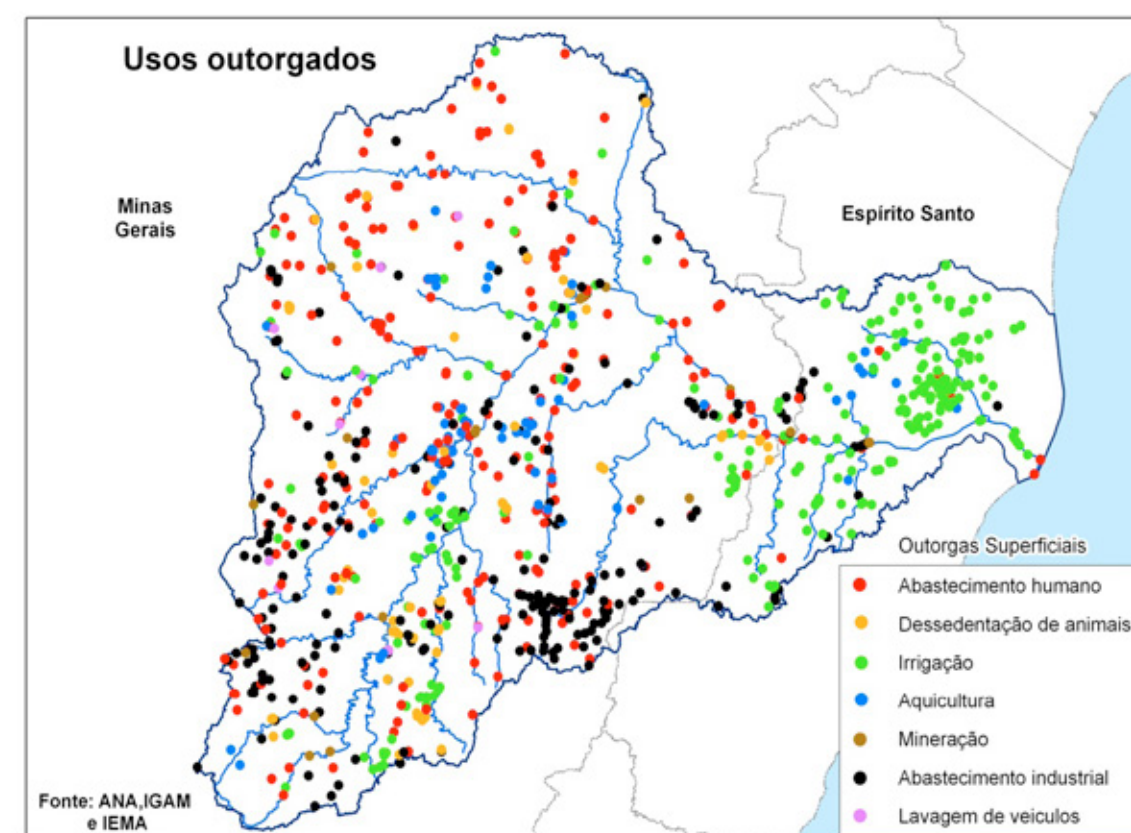 Usos outorgados
Minas
Gerais
Espírito Santo
Fonte: ANA,IGAM
e IEMA
Outorgas Superficiais
Abastecimento humano
Dessedentação de animais
Irrigação
Aquicultura
Mineração
Abastecimento industrial
Lavagem de veiculos